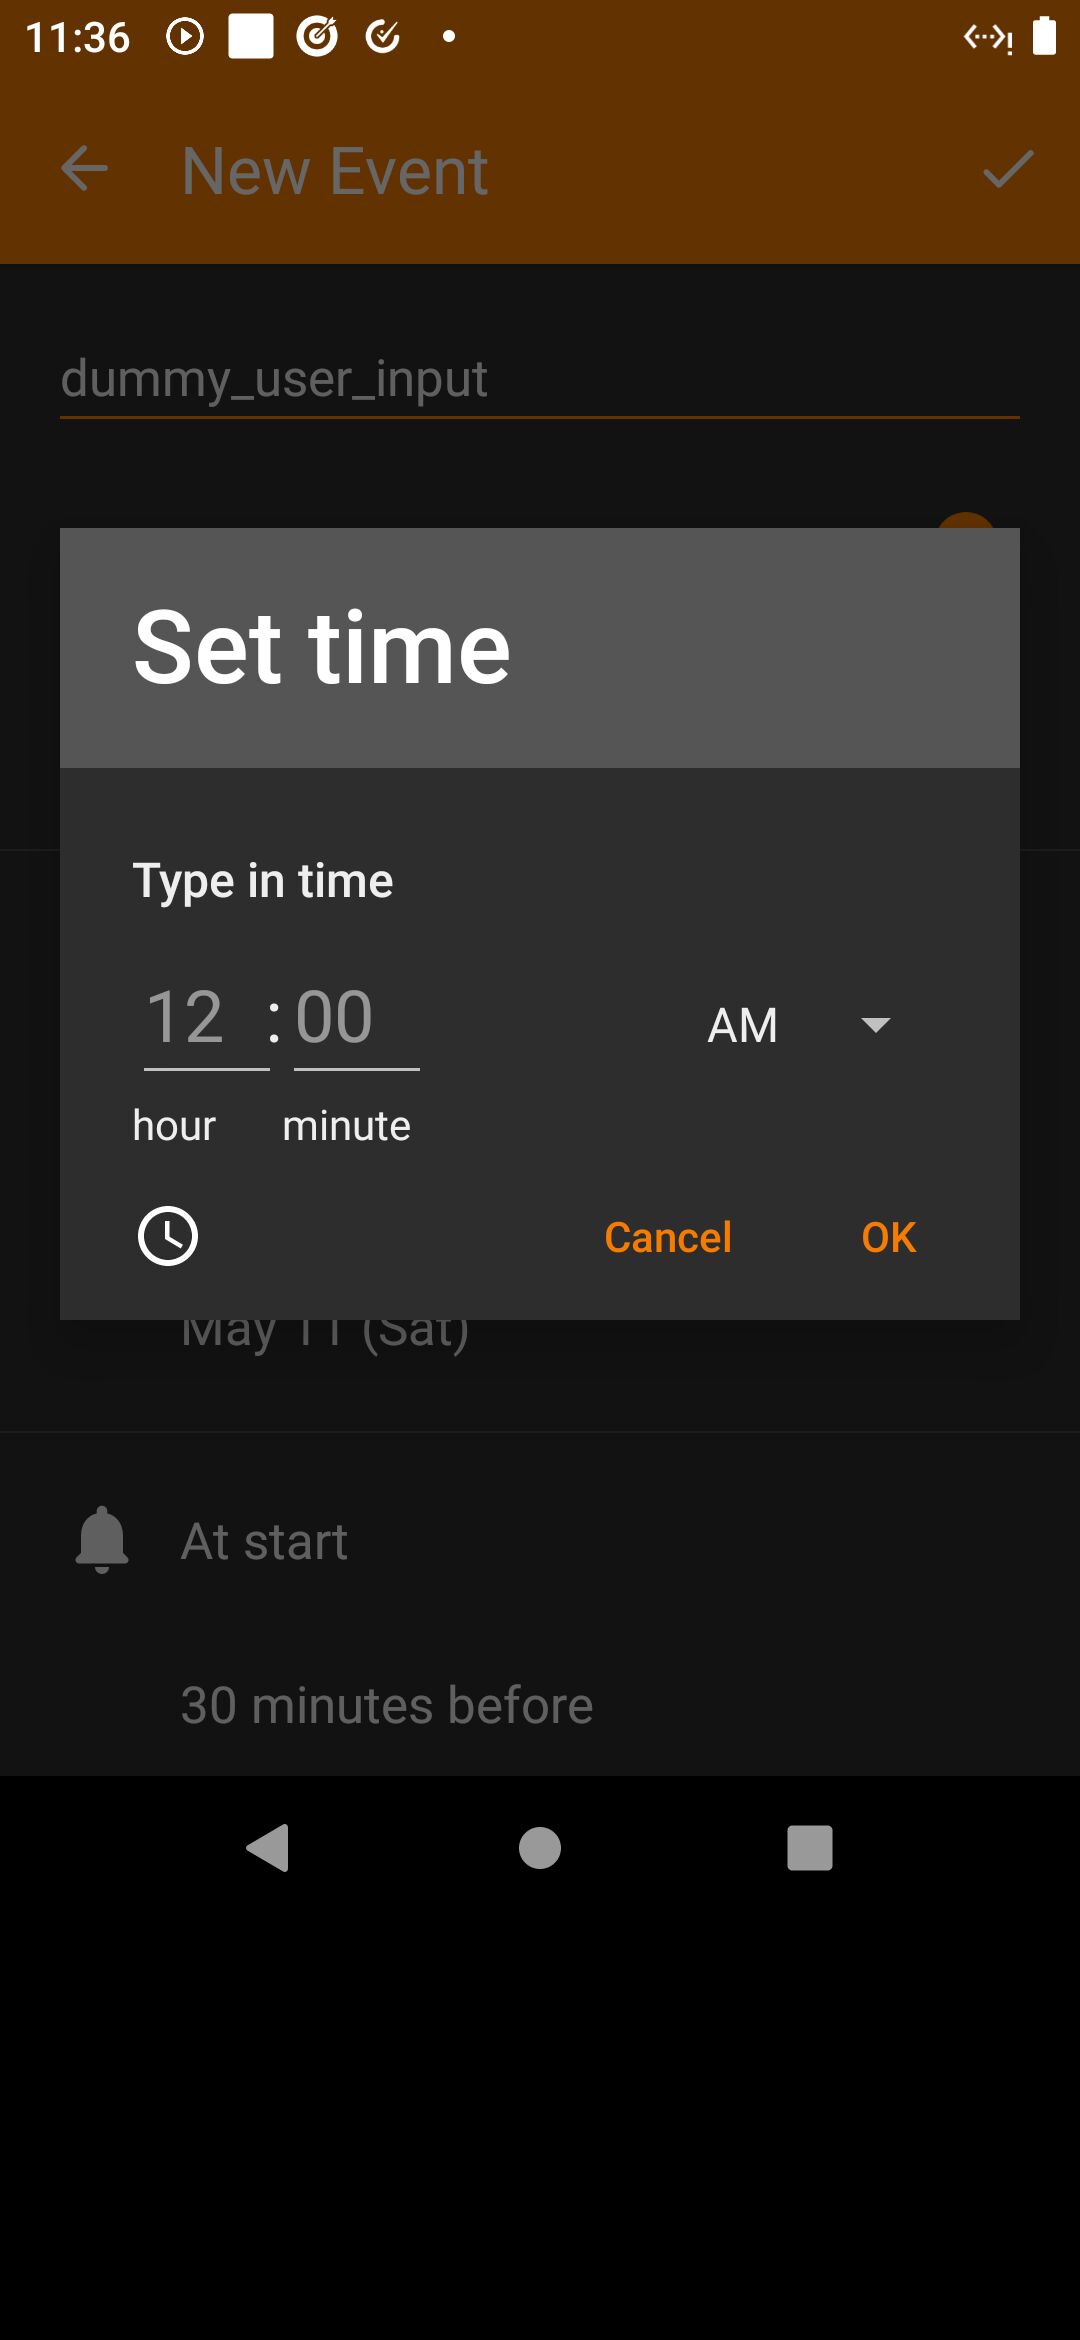 11:36
New Event
dummy_user_input
Set time
Type in time
12 : 00 AM
hour minute
Cancel OK
May 11 (Sat)
At start
30 minutes before